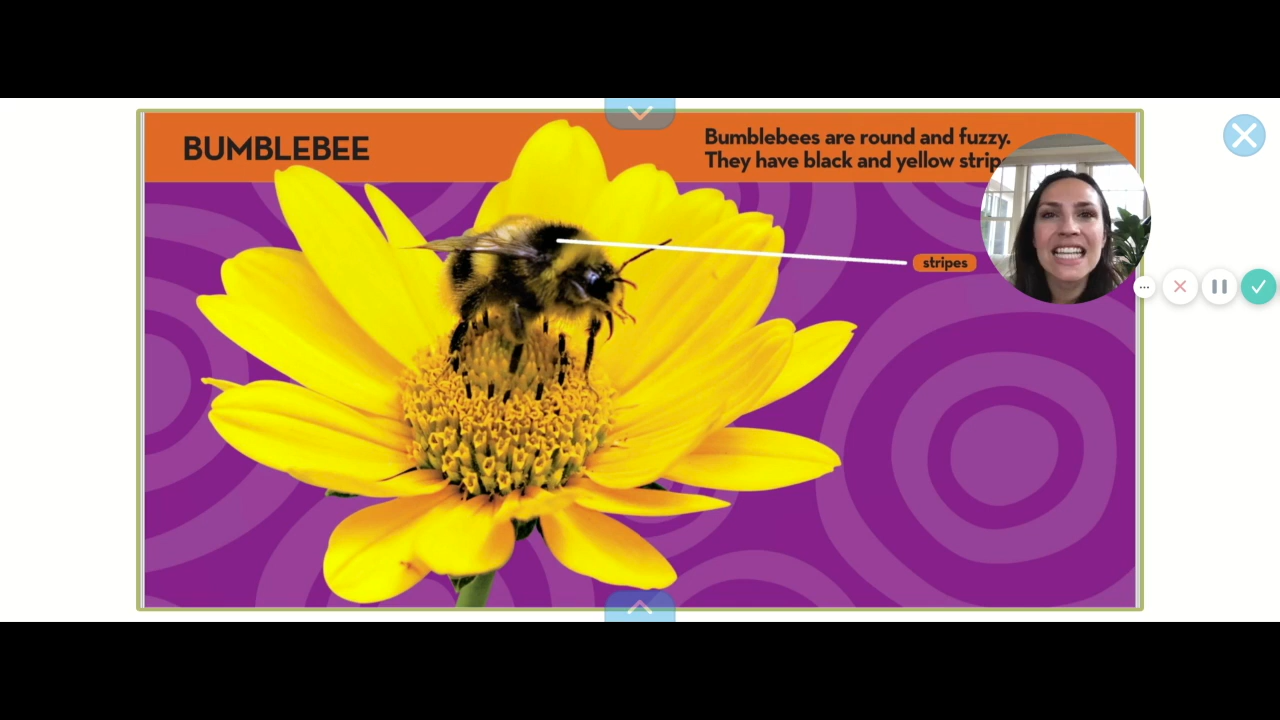 BUMBLEBEE
Bumblebees are round and fuzzy.
They have black and yellow
stripes